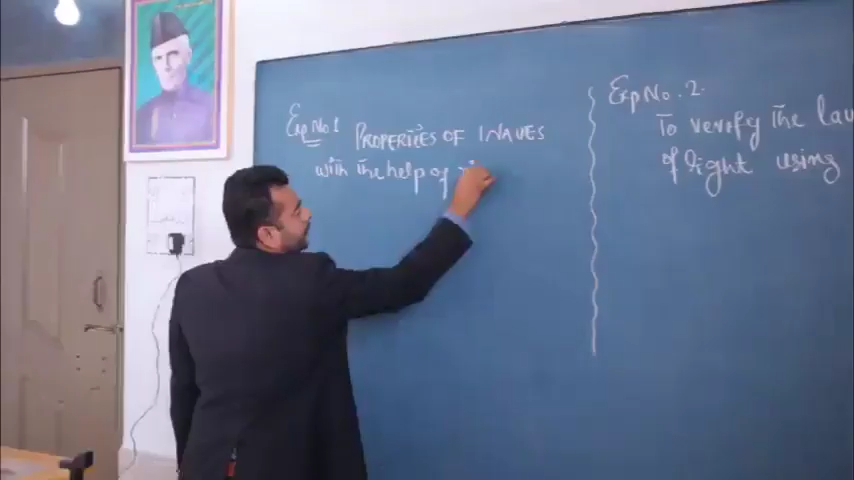 Exp No 1 PROPERTIES OF WAVES
with the help of
Exp No. 2.
To verify the law
of light using